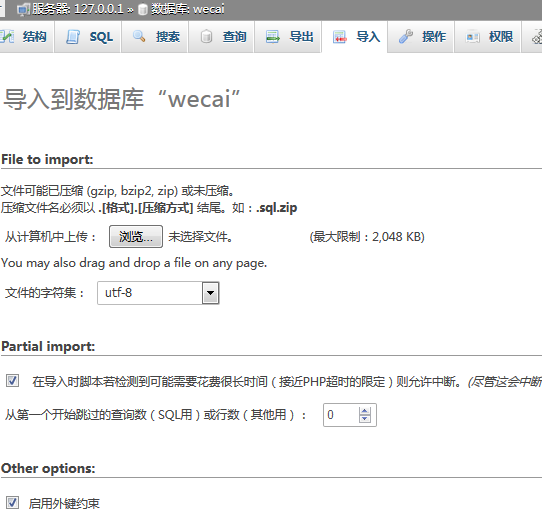 服务器: 127.0.0.1 » 数据库: wecai
结构 SQL 搜索 查询 导出 导入 操作 权限
导入到数据库“wecai”
File to import:
文件可能已压缩 (gzip, bzip2, zip) 或未压缩。
压缩文件名必须以 .[格式].[压缩方式] 结尾。如：.sql.zip
从计算机中上传： 浏览... 未选择文件。 (最大限制：2,048 KB)
You may also drag and drop a file on any page.
文件的字符集： utf-8
Partial import:
在导入时脚本若检测到可能需要花费很长时间（接近PHP超时的限定）则允许中断。(尽管这会中断
从第一个开始跳过的查询数（SQL用）或行数（其他用）： 0
Other options:
启用外键约束